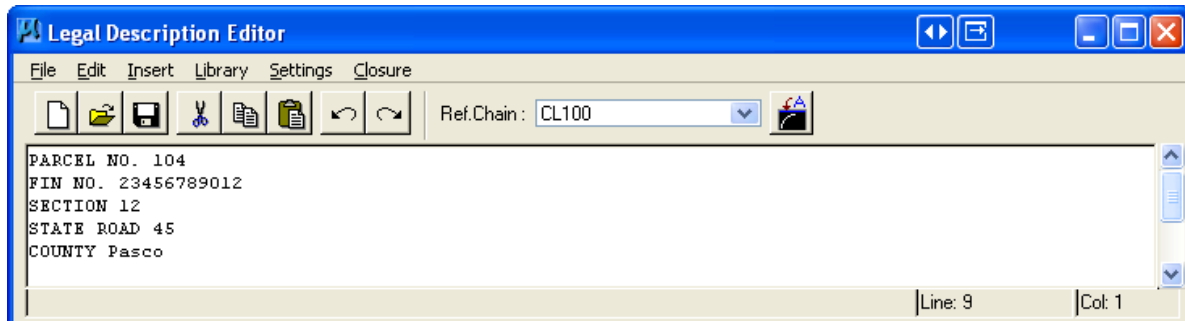 Legal Description Editor
File Edit Insert Library Settings Closure
Ref.Chain : CL100
PARCEL NO. 104
FIN NO. 23456789012
SECTION 12
STATE ROAD 45
COUNTY Pasco
Line: 9 Col: 1